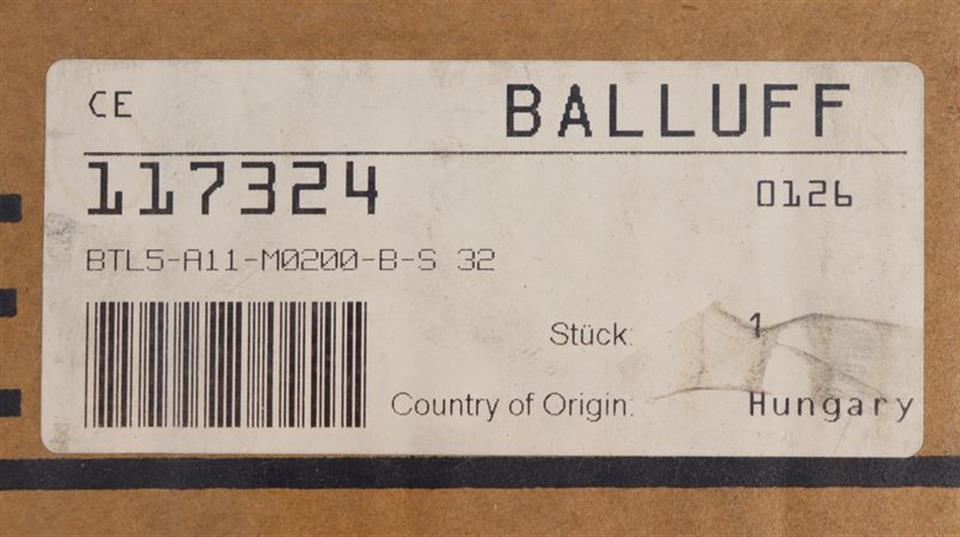 CE BALLUFF
117324 0126
BTL5-A11-M0200-B-S 32
Stück: 1
Country of Origin: Hungary